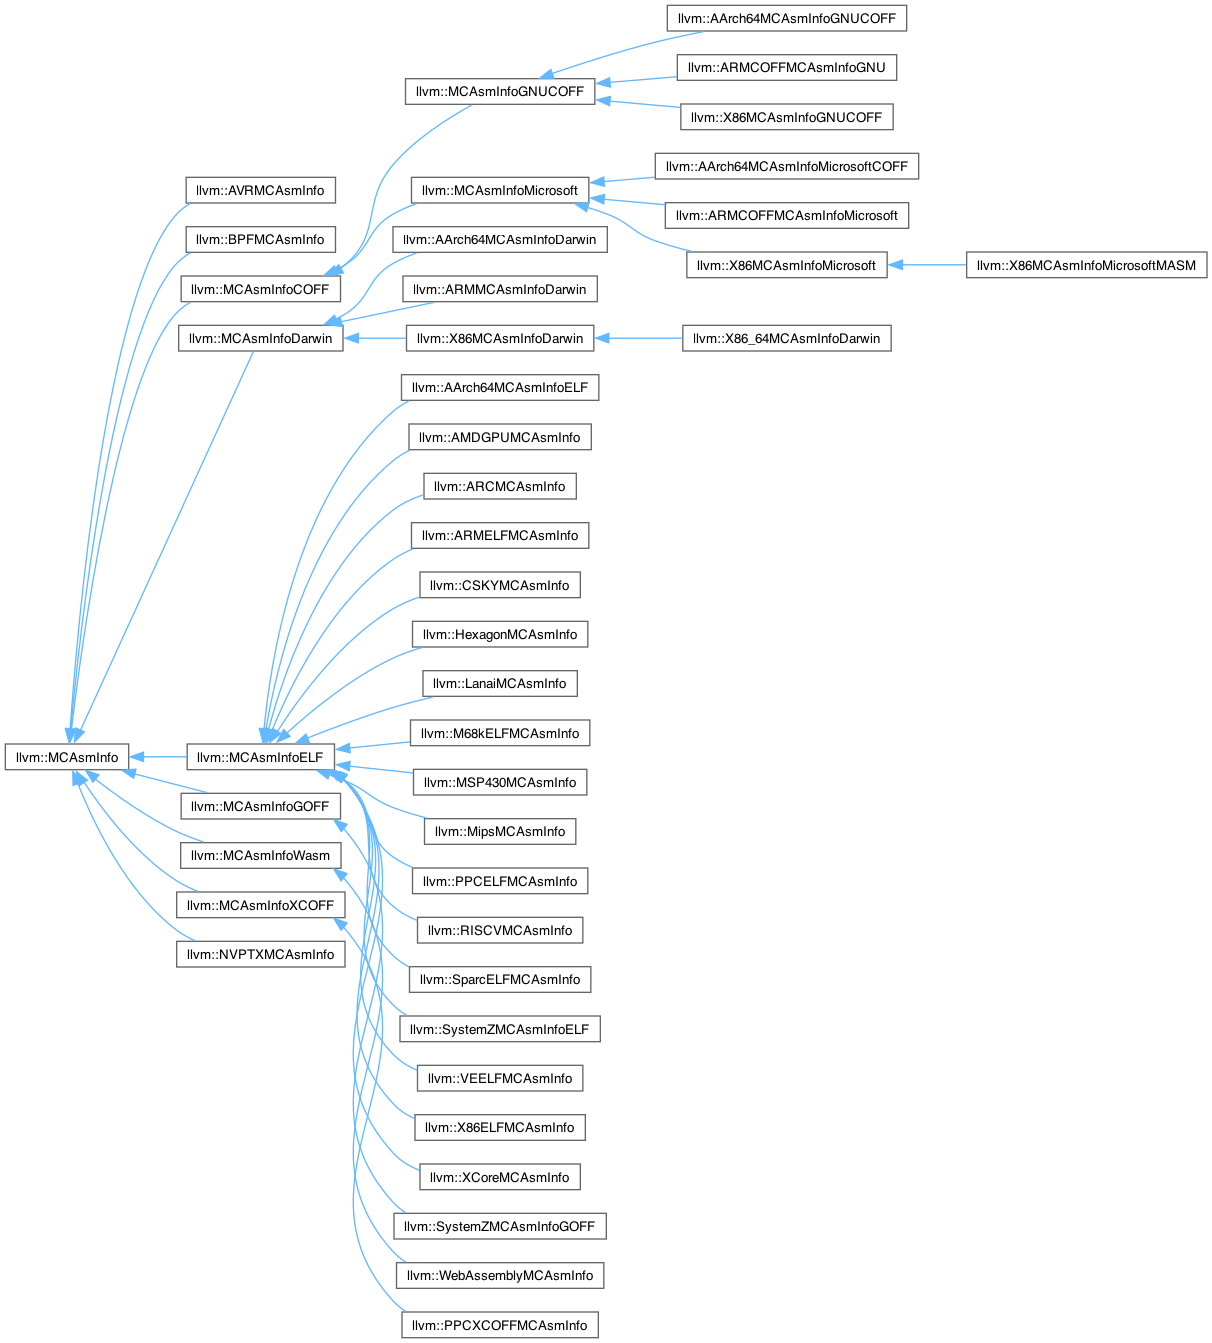 llvm::AArch64MCAsmInfoGNUCOFF
llvm::ARMCOFFMCAsmInfoGNU
llvm::MCAsmInfoGNUCOFF
llvm::X86MCAsmInfoGNUCOFF
llvm::AArch64MCAsmInfoMicrosoftCOFF
llvm::AVRMCAsmInfo
llvm::MCAsmInfoMicrosoft
llvm::ARMCOFFMCAsmInfoMicrosoft
llvm::BPFMCAsmInfo
llvm::AArch64MCAsmInfoDarwin
llvm::X86MCAsmInfoMicrosoft
llvm::X86MCAsmInfoMicrosoftMASM
llvm::MCAsmInfoCOFF
llvm::ARMMCAsmInfoDarwin
llvm::MCAsmInfoDarwin
llvm::X86MCAsmInfoDarwin
llvm::X86_64MCAsmInfoDarwin
llvm::AArch64MCAsmInfoELF
llvm::AMDGPUMCAsmInfo
llvm::ARCMCAsmInfo
llvm::ARMELFMCAsmInfo
llvm::CSKYMCAsmInfo
llvm::HexagonMCAsmInfo
llvm::LanaiMCAsmInfo
llvm::M68kELFMCAsmInfo
llvm::MCAsmInfo
llvm::MCAsmInfoELF
llvm::MSP430MCAsmInfo
llvm::MCAsmInfoGOFF
llvm::MipsMCAsmInfo
llvm::MCAsmInfoWasm
llvm::PPCELFMCAsmInfo
llvm::MCAsmInfoXCOFF
llvm::RISCVMCAsmInfo
llvm::NVPTXMCAsmInfo
llvm::SparcELFMCAsmInfo
llvm::SystemZMCAsmInfoELF
llvm::VEELFMCAsmInfo
llvm::X86ELFMCAsmInfo
llvm::XCoreMCAsmInfo
llvm::SystemZMCAsmInfoGOFF
llvm::WebAssemblyMCAsmInfo
llvm::PPCXCOFFMCAsmInfo